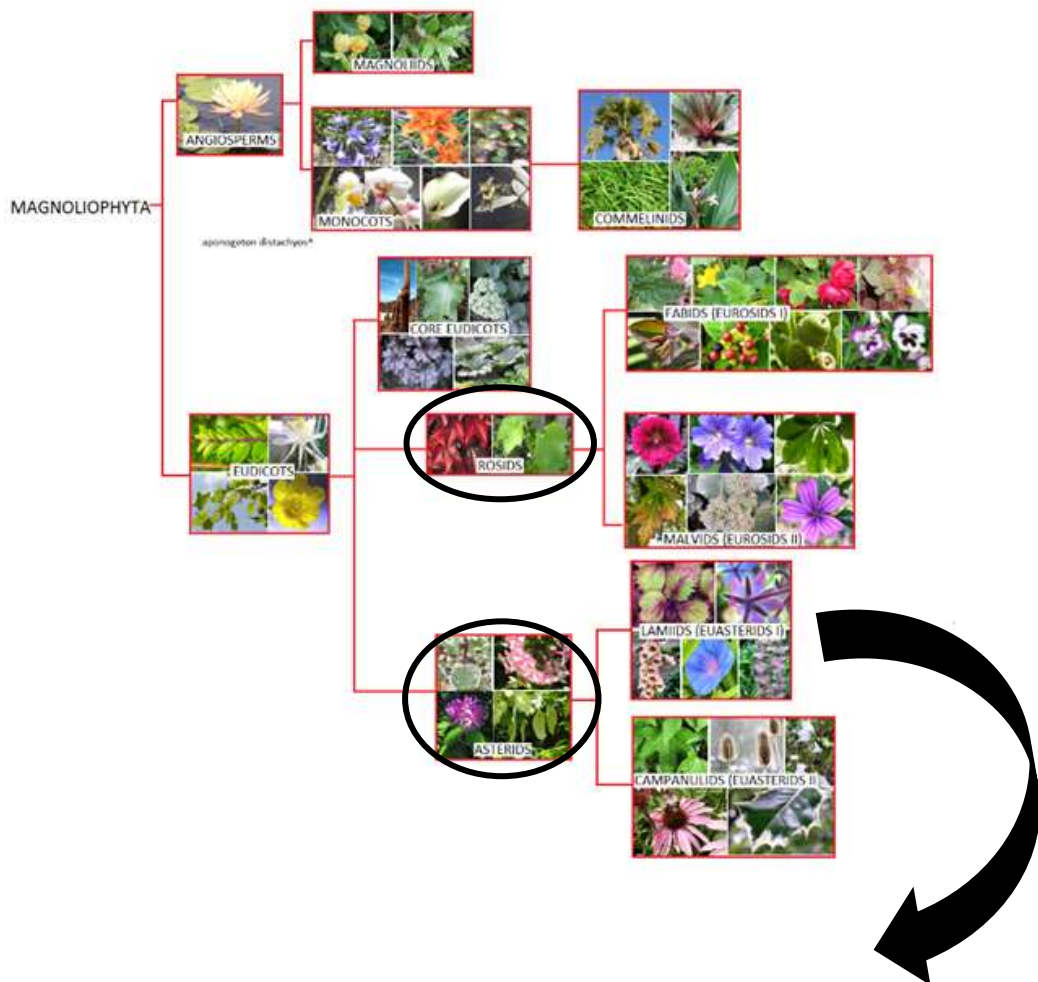 MAGNOLIIDS
ANGIOSPERMS
MAGNOLIOPHYTA
MONOCOTS
COMMELINIDS
aponogeton distachyos*
FABIDS (EUROSIDS I)
CORE EUDICOTS
EUDICOTS
ROSIDS
MALVIDS (EUROSIDS II)
LAMIIDS (EUASTERIDS I)
ASTERIDS
CAMPANULIDS (EUASTERIDS II